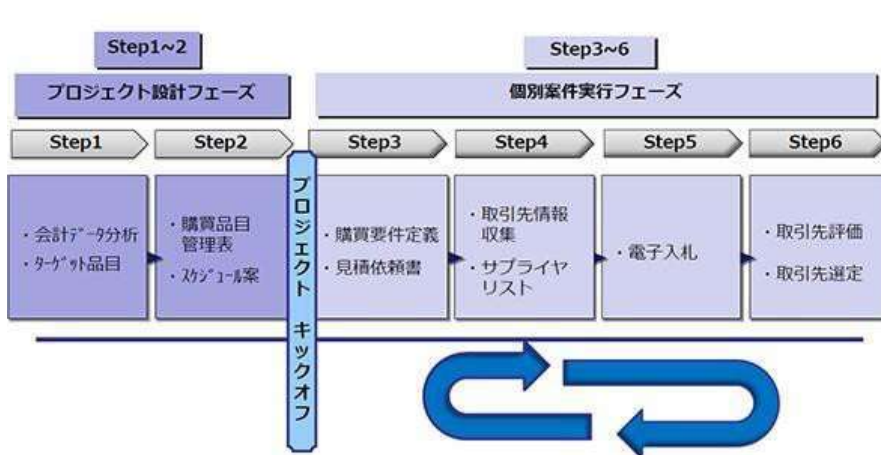 Step1~2
Step3~6
プロジェクト設計フェーズ
個別案件実行フェーズ
Step1
Step2
Step3
Step4
Step5
Step6
・会計ﾃﾞｰﾀ分析
・ﾀｰｹﾞｯﾄ品目
・購買品目
管理表
・ｽｹｼﾞｭｰﾙ案
プロジェクト キックオフ
・購買要件定義
・見積依頼書
・取引先情報
収集
・サプライヤ
リスト
・電子入札
・取引先評価
・取引先選定